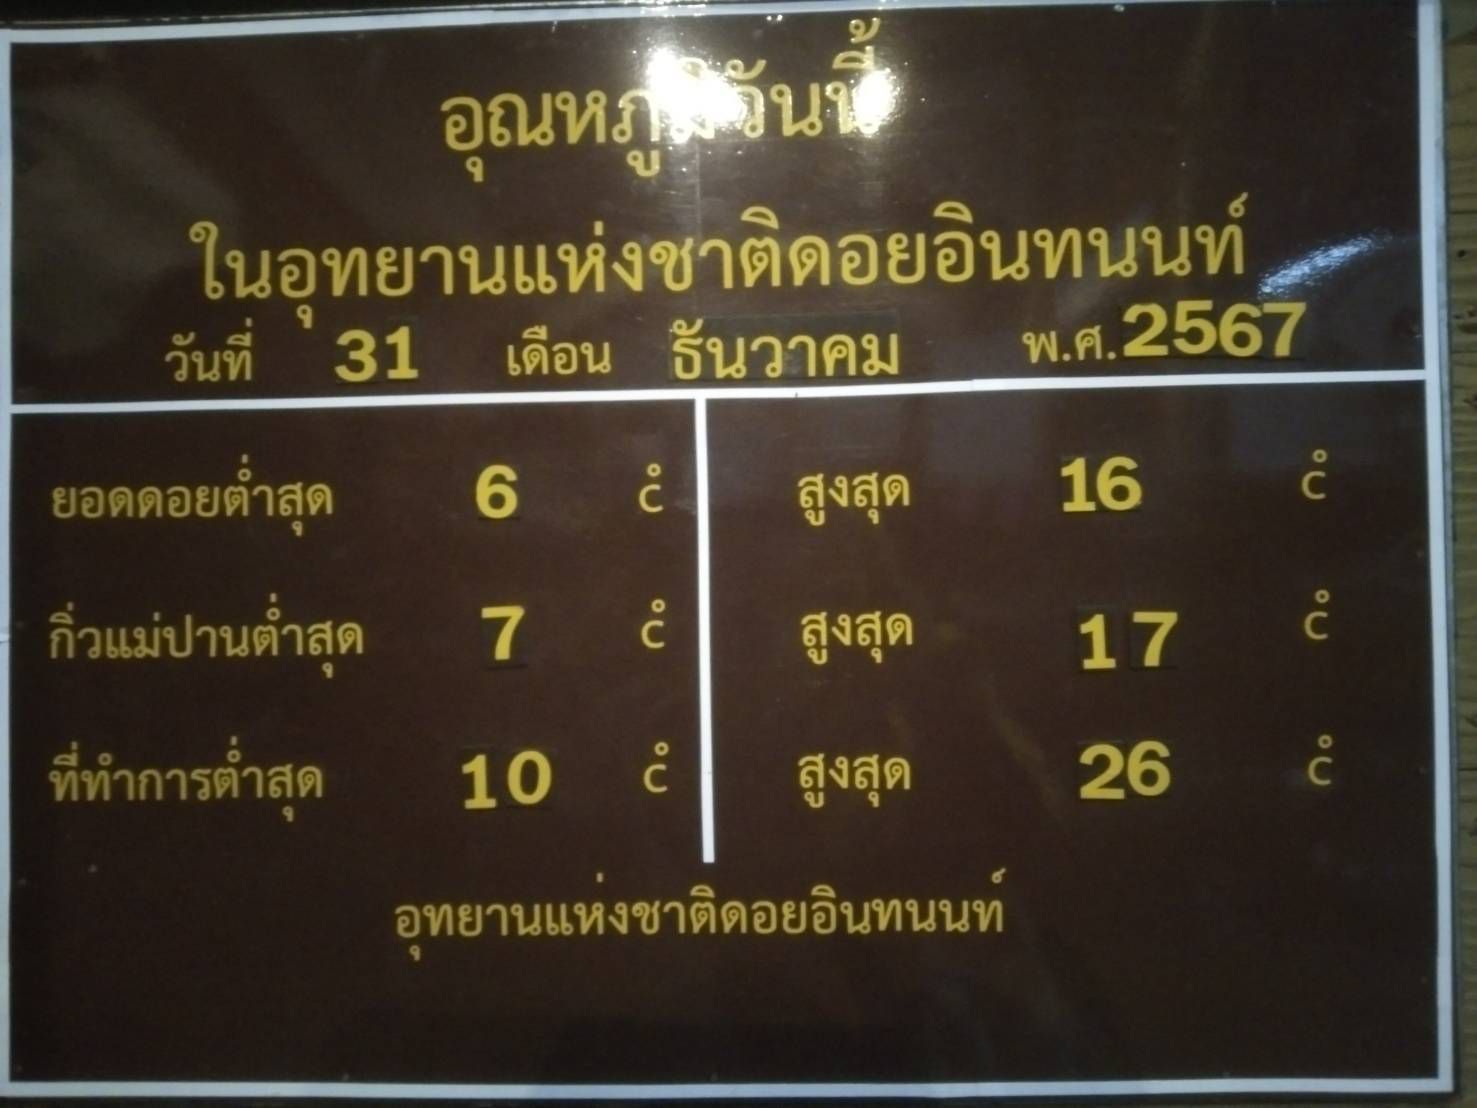 อุณหภูมิวันนี้
ในอุทยานแห่งชาติดอยอินทนนท์
วันที่ 31 เดือน ธันวาคม พ.ศ. 2567
ยอดดอยต่ำสุด 6 °C สูงสุด 16 °C
กิ่วแม่ปานต่ำสุด 7 °C สูงสุด 17 °C
ที่ทำการต่ำสุด 10 °C สูงสุด 26 °C
อุทยานแห่งชาติดอยอินทนนท์